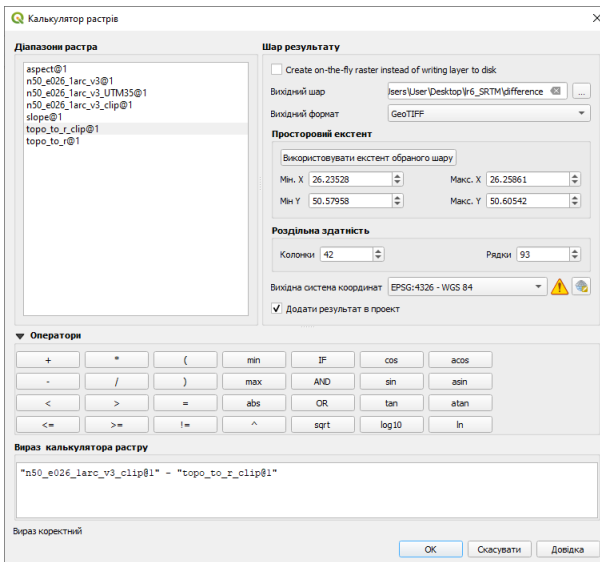 Калькулятор растрів
Діапазони растра
aspect@1
n50_e026_1arc_v3@1
n50_e026_1arc_v3_UTM35@1
n50_e026_1arc_v3_clip@1
slope@1
topo_to_r_clip@1
topo_to_r@1
Шар результату
Create on-the-fly raster instead of writing layer to disk
Вихідний шар Jsers\User\Desktop\lr6_SRTM\difference ...
Вихідний формат GeoTIFF
Просторовий екстент
Використовувати екстент обраного шару
Мін. X 26.23528 Макс. X 26.25861
Мін Y 50.57958 Макс. Y 50.60542
Роздільна здатність
Колонки 42 Рядки 93
Вихідна система координат EPSG:4326 - WGS 84
Додати результат в проект
Оператори
+ * ( min IF cos acos
- / ) max AND sin asin
< > = abs OR tan atan
<= >= != ^ sqrt log10 ln
Вираз калькулятора растру
"n50_e026_1arc_v3_clip@1" - "topo_to_r_clip@1"
Вираз коректний
OK Скасувати Довідка